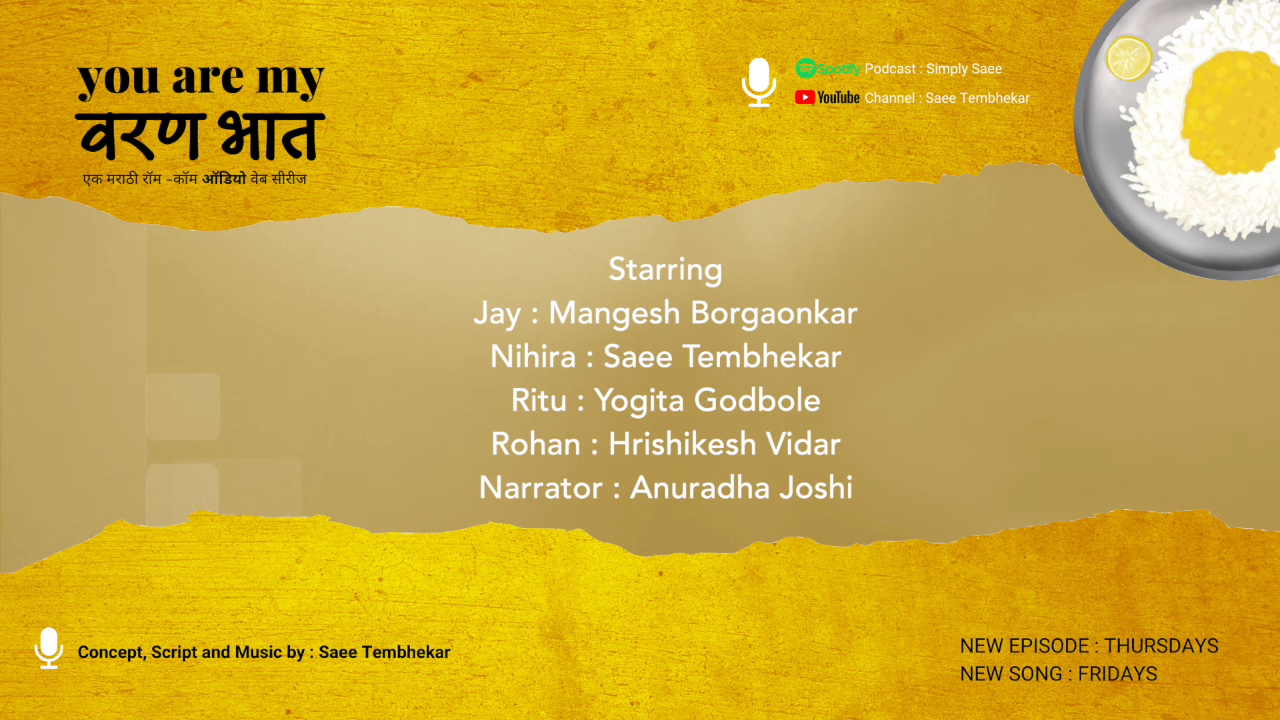 you are my
वरण भात
एक मराठी रॉम -कॉम ऑडियो वेब सीरीज
Spotify Podcast : Simply Saee
YouTube Channel : Saee Tembhekar
Starring
Jay : Mangesh Borgaonkar
Nihira : Saee Tembhekar
Ritu : Yogita Godbole
Rohan : Hrishikesh Vidar
Narrator : Anuradha Joshi
Concept, Script and Music by : Saee Tembhekar
NEW EPISODE : THURSDAYS
NEW SONG : FRIDAYS